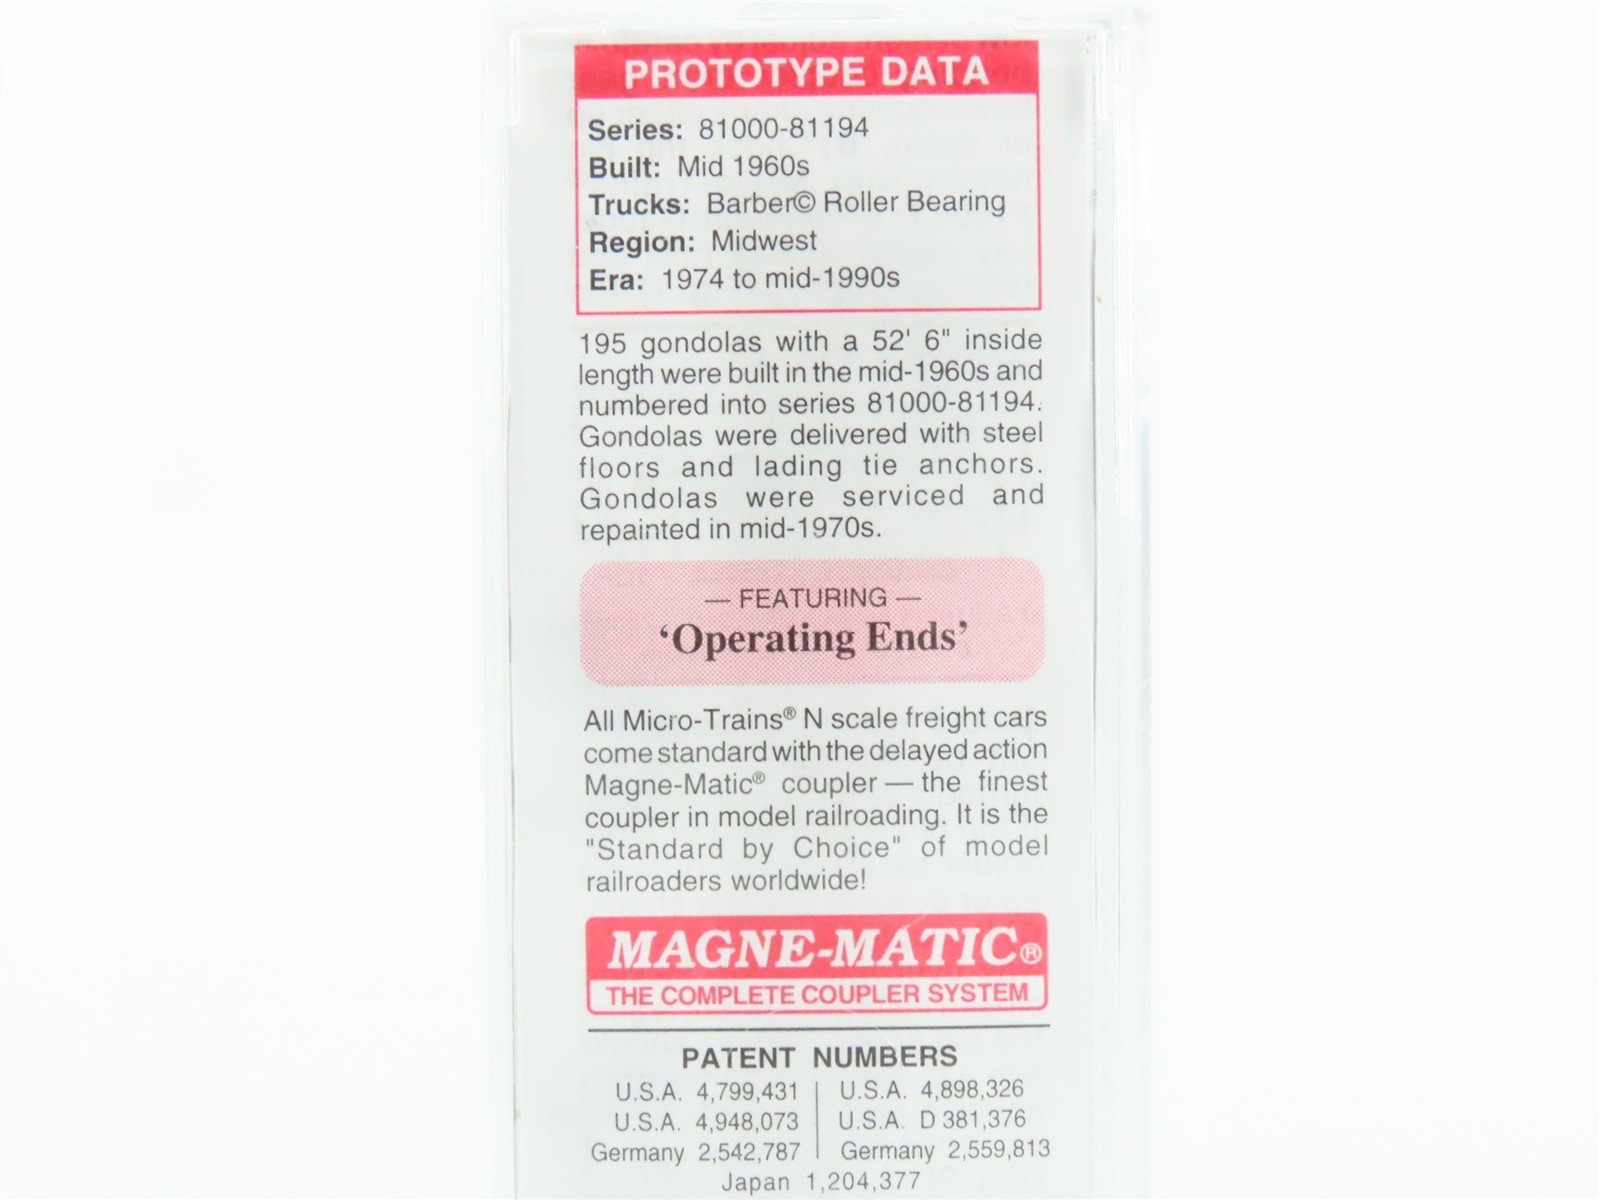 PROTOTYPE DATA
Series: 81000-81194
Built: Mid 1960s
Trucks: Barber© Roller Bearing
Region: Midwest
Era: 1974 to mid-1990s
195 gondolas with a 52' 6" inside
length were built in the mid-1960s and
numbered into series 81000-81194.
Gondolas were delivered with steel
floors and lading tie anchors.
Gondolas were serviced and
repainted in mid-1970s.
— FEATURING —
‘Operating Ends’
All Micro-Trains® N scale freight cars
come standard with the delayed action
Magne-Matic® coupler — the finest
coupler in model railroading. It is the
"Standard by Choice" of model
railroaders worldwide!
MAGNE-MATIC®
THE COMPLETE COUPLER SYSTEM
PATENT NUMBERS
U.S.A. 4,799,431 | U.S.A. 4,898,326
U.S.A. 4,948,073 | U.S.A. D 381,376
Germany 2,542,787 | Germany 2,559,813
Japan 1,204,377